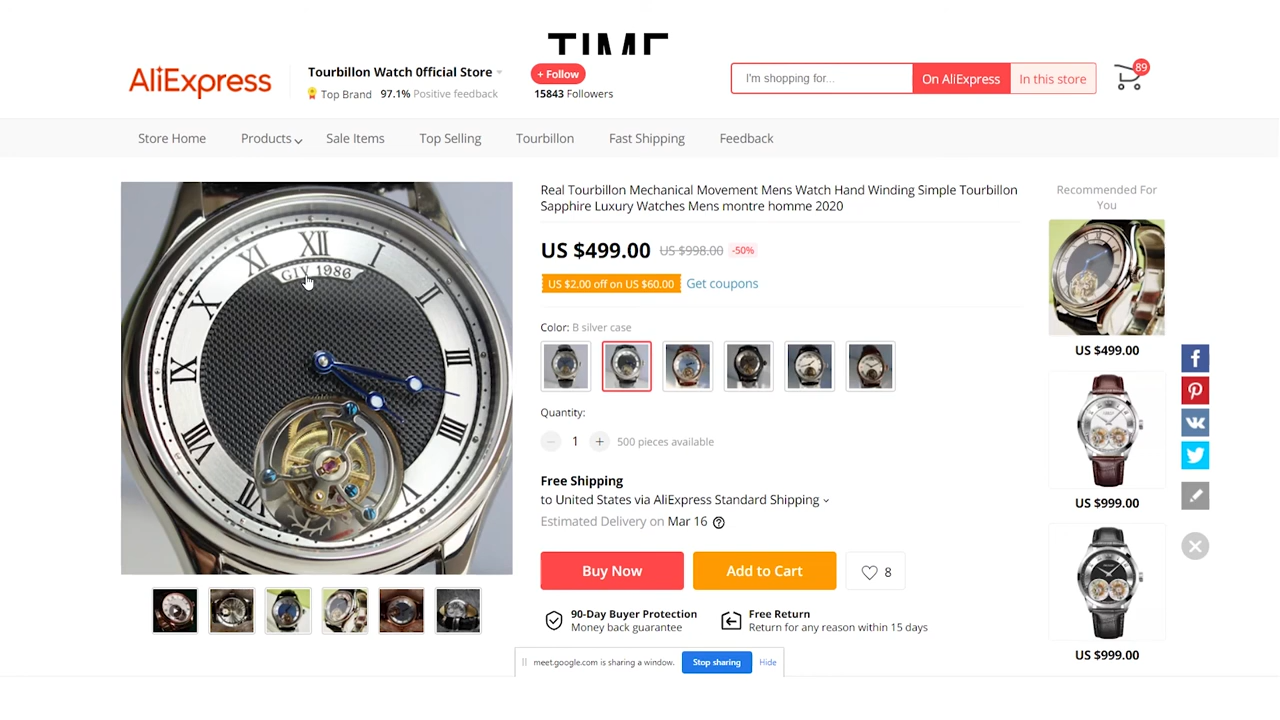 TIME
AliExpress
Tourbillon Watch 0fficial Store
Top Brand 97.1% Positive feedback
+ Follow
15843 Followers
I'm shopping for...
On AliExpress
In this store
89
Store Home
Products
Sale Items
Top Selling
Tourbillon
Fast Shipping
Feedback
XII
I
II
III
IIII
VIII
IX
X
XI
GIV 1986
Real Tourbillon Mechanical Movement Mens Watch Hand Winding Simple Tourbillon
Sapphire Luxury Watches Mens montre homme 2020
US $499.00 US $998.00 -50%
US $2.00 off on US $60.00 Get coupons
Color: B silver case
Quantity:
1 500 pieces available
Free Shipping
to United States via AliExpress Standard Shipping
Estimated Delivery on Mar 16
Buy Now
Add to Cart
8
90-Day Buyer Protection
Money back guarantee
Free Return
Return for any reason within 15 days
Recommended For
You
US $499.00
US $999.00
US $999.00
meet.google.com is sharing a window.
Stop sharing
Hide